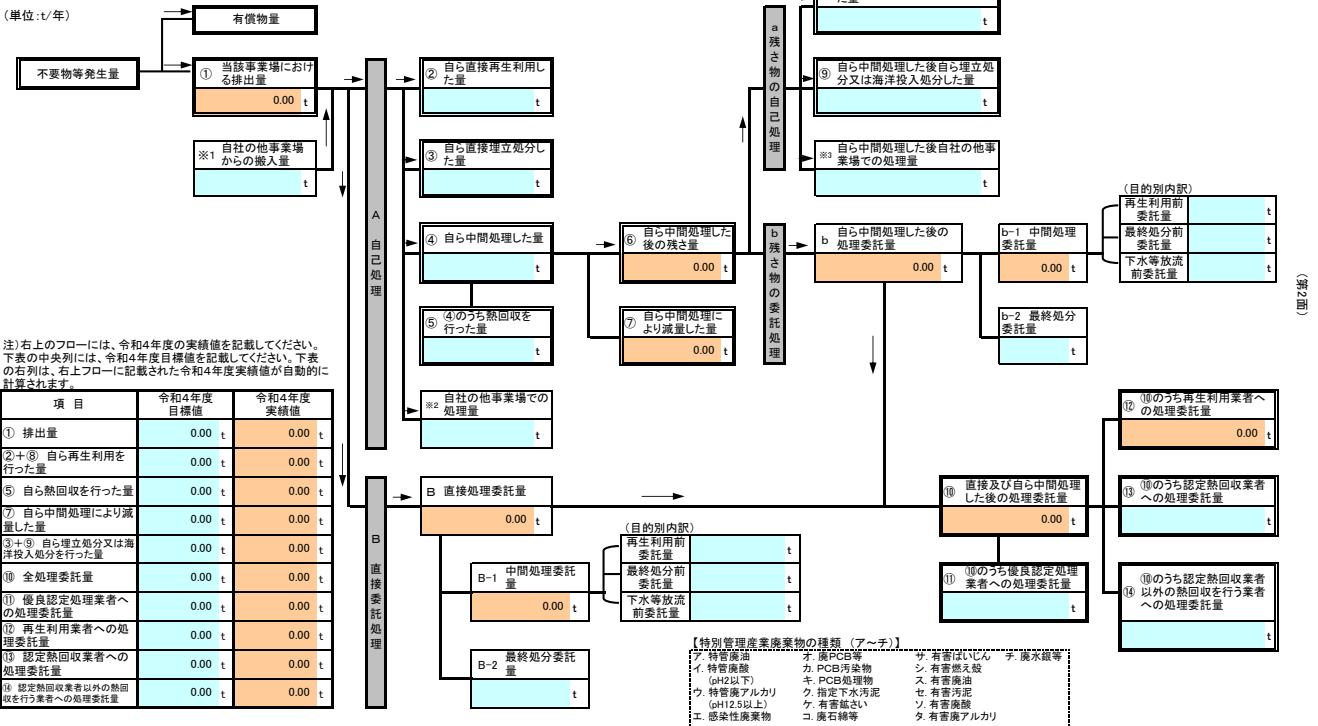 (単位:t/年)
有償物量
不要物等発生量
① 当該事業場におけ
る排出量
0.00 t
※1 自社の他事業場
からの搬入量
t
A 自己処理
② 自ら直接再生利用し
た量
t
③ 自ら直接埋立処分し
た量
t
④ 自ら中間処理した量
t
⑤ ④のうち熱回収を
行った量
t
※2 自社の他事業場での
処理量
t
⑥ 自ら中間処理した
後の残さ量
0.00 t
⑦ 自ら中間処理に
より減量した量
0.00 t
a 残さ物の自己処理
t
⑨ 自ら中間処理した後自ら埋立処
分又は海洋投入処分した量
t
※3 自ら中間処理した後自社の他事
業場での処理量
t
b 残さ物の委託処理
b 自ら中間処理した後の
処理委託量
0.00 t
b-1 中間処理
委託量
0.00 t
(目的別内訳)
再生利用前
委託量
t
最終処分前
委託量
t
下水等放流
前委託量
t
b-2 最終処分
委託量
t
(第2面)
注)右上のフローには、令和4年度の実績値を記載してください。
下表の中央列には、令和4年度目標値を記載してください。下表
の右列は、右上フローに記載された令和4年度実績値が自動的に
計算されます。
項 目 令和4年度 目標値 令和4年度 実績値
① 排出量 0.00 t 0.00 t
②+⑧ 自ら再生利用を
行った量 0.00 t 0.00 t
⑤ 自ら熱回収を行った量 0.00 t 0.00 t
⑦ 自ら中間処理により減
量した量 0.00 t 0.00 t
③+⑨ 自ら埋立処分又は海
洋投入処分を行った量 0.00 t 0.00 t
⑩ 全処理委託量 0.00 t 0.00 t
⑪ 優良認定処理業者へ
の処理委託量 0.00 t 0.00 t
⑫ 再生利用業者への処
理委託量 0.00 t 0.00 t
⑬ 認定熱回収業者への
処理委託量 0.00 t 0.00 t
⑭ 認定熱回収業者以外の熱回
収を行う業者への処理委託量 0.00 t 0.00 t
B 直接委託処理
B 直接処理委託量
0.00 t
B-1 中間処理委託
量
0.00 t
(目的別内訳)
再生利用前
委託量
t
最終処分前
委託量
t
下水等放流
前委託量
t
B-2 最終処分委託
量
t
⑩ 直接及び自ら中間処理
した後の処理委託量
0.00 t
⑪ ⑩のうち優良認定処理
業者への処理委託量
t
⑫ ⑩のうち再生利用業者へ
の処理委託量
0.00 t
⑬ ⑩のうち認定熱回収業者
への処理委託量
t
⑭ ⑩のうち認定熱回収業者
以外の熱回収を行う業者
への処理委託量
t
【特別管理産業廃棄物の種類 (ア~チ)】
ア. 特管廃油 オ. 廃PCB等 サ. 有害ばいじん チ. 廃水銀等
イ. 特管廃酸 カ. PCB汚染物 シ. 有害燃え殻
(pH2以下) キ. PCB処理物 ス. 有害廃油
ウ. 特管廃アルカリ ク. 指定下水汚泥 セ. 有害汚泥
(pH12.5以上) ケ. 有害鉱さい ソ. 有害廃酸
エ. 感染性廃棄物 コ. 廃石綿等 タ. 有害廃アルカリ